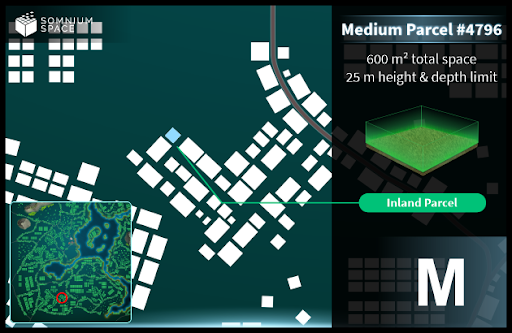 SOMNIUM
SPACE
Medium Parcel #4796
600 m² total space
25 m height & depth limit
Inland Parcel
M